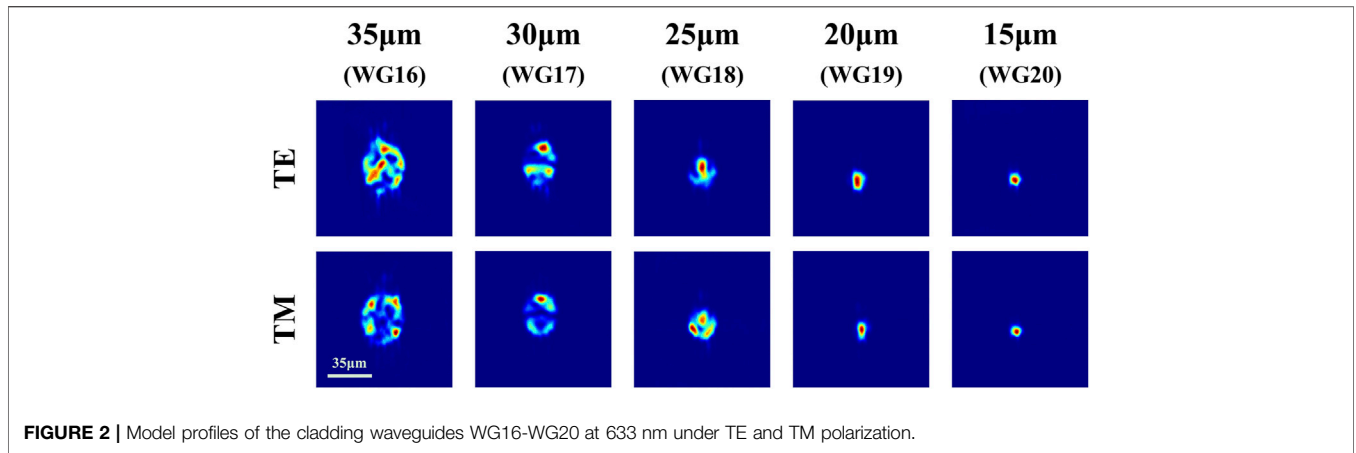 35μm 30μm 25μm 20μm 15μm
(WG16) (WG17) (WG18) (WG19) (WG20)
TE
TM
35μm
FIGURE 2 | Model profiles of the cladding waveguides WG16-WG20 at 633 nm under TE and TM polarization.